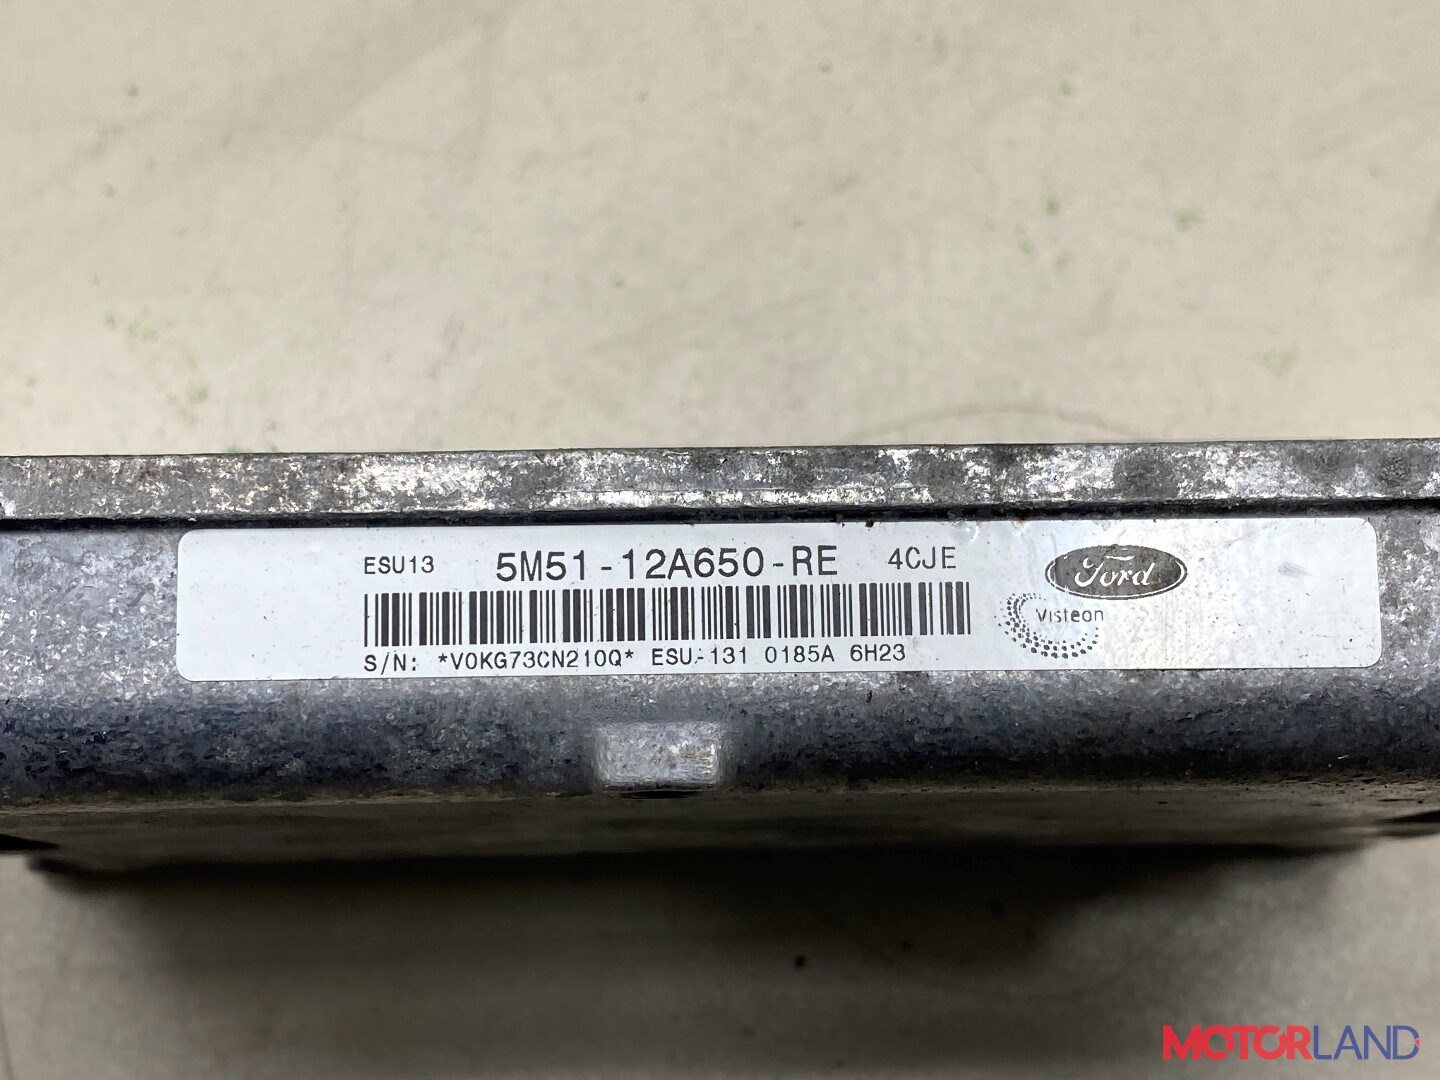 ESU13 5M51-12A650-RE 4CJE
Ford
Visteon
S/N: *V0KG73CN210Q* ESU-131 0185A 6H23
MOTORLAND